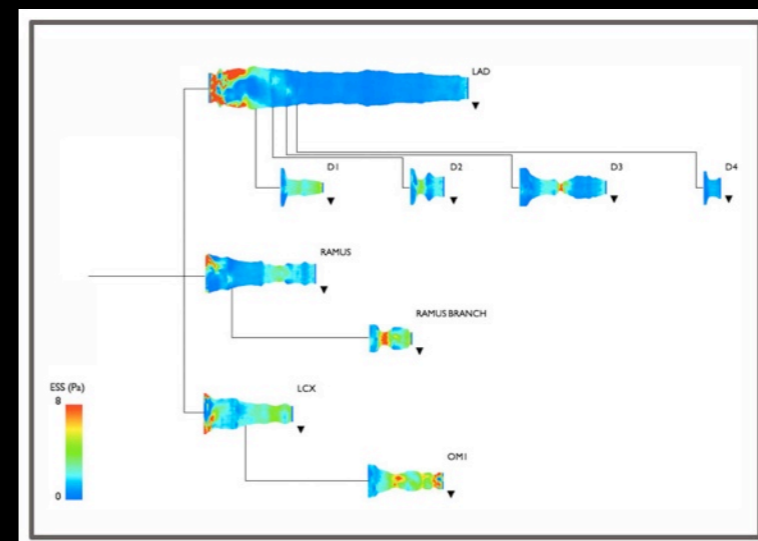 LAD
D1
D2
D3
D4
RAMUS
RAMUS BRANCH
LCX
OM1
ESS (Pa)
8
0